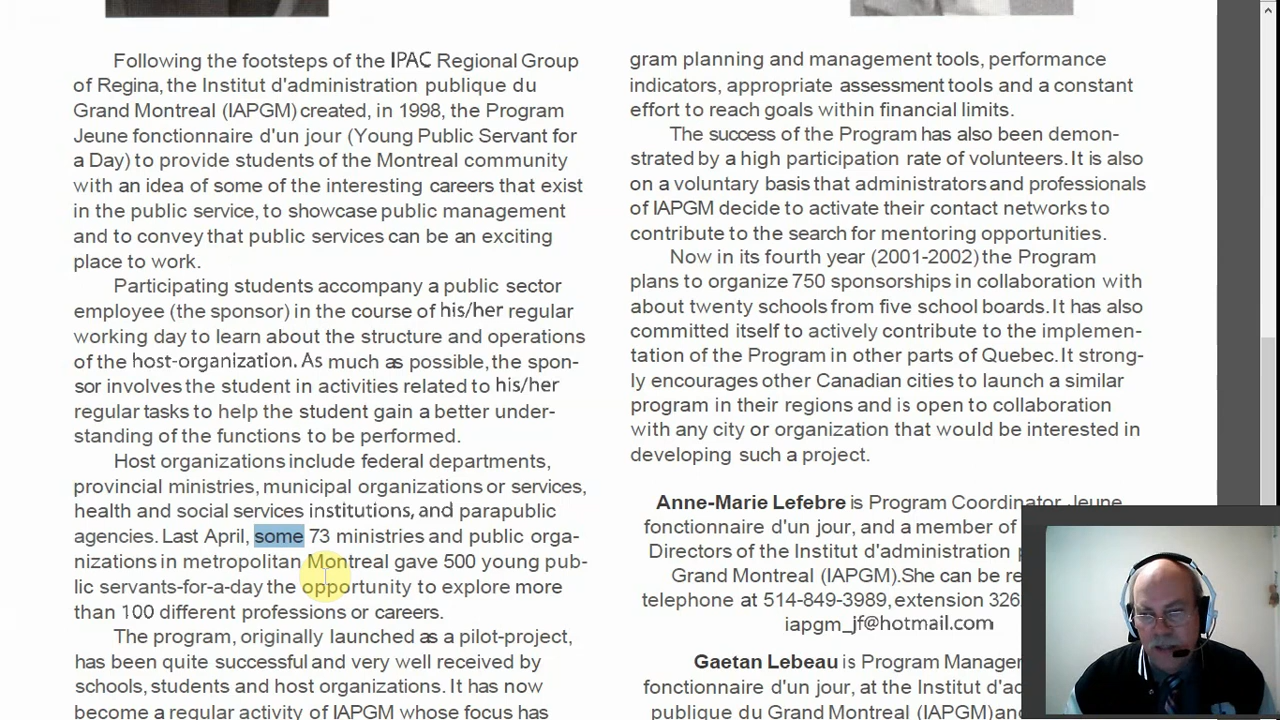 Following the footsteps of the IPAC Regional Group
of Regina, the Institut d'administration publique du
Grand Montreal (IAPGM) created, in 1998, the Program
Jeune fonctionnaire d'un jour (Young Public Servant for
a Day) to provide students of the Montreal community
with an idea of some of the interesting careers that exist
in the public service, to showcase public management
and to convey that public services can be an exciting
place to work.
Participating students accompany a public sector
employee (the sponsor) in the course of his/her regular
working day to learn about the structure and operations
of the host-organization. As much as possible, the spon-
sor involves the student in activities related to his/her
regular tasks to help the student gain a better under-
standing of the functions to be performed.
Host organizations include federal departments,
provincial ministries, municipal organizations or services,
health and social services institutions, and parapublic
agencies. Last April, some 73 ministries and public orga-
nizations in metropolitan Montreal gave 500 young pub-
lic servants-for-a-day the opportunity to explore more
than 100 different professions or careers.
The program, originally launched as a pilot-project,
has been quite successful and very well received by
schools, students and host organizations. It has now
become a regular activity of IAPGM whose focus has
gram planning and management tools, performance
indicators, appropriate assessment tools and a constant
effort to reach goals within financial limits.
The success of the Program has also been demon-
strated by a high participation rate of volunteers. It is also
on a voluntary basis that administrators and professionals
of IAPGM decide to activate their contact networks to
contribute to the search for mentoring opportunities.
Now in its fourth year (2001-2002) the Program
plans to organize 750 sponsorships in collaboration with
about twenty schools from five school boards. It has also
committed itself to actively contribute to the implemen-
tation of the Program in other parts of Quebec. It strong-
ly encourages other Canadian cities to launch a similar
program in their regions and is open to collaboration
with any city or organization that would be interested in
developing such a project.
Anne-Marie Lefebre is Program Coordinator Jeune
fonctionnaire d'un jour, and a member of
Directors of the Institut d'administration
Grand Montreal (IAPGM). She can be
telephone at 514-849-3989, extension 326
iapgm_jf@hotmail.com
Gaetan Lebeau is Program Manager
fonctionnaire d'un jour, at the Institut
publique du Grand Montreal (IAPGM) and